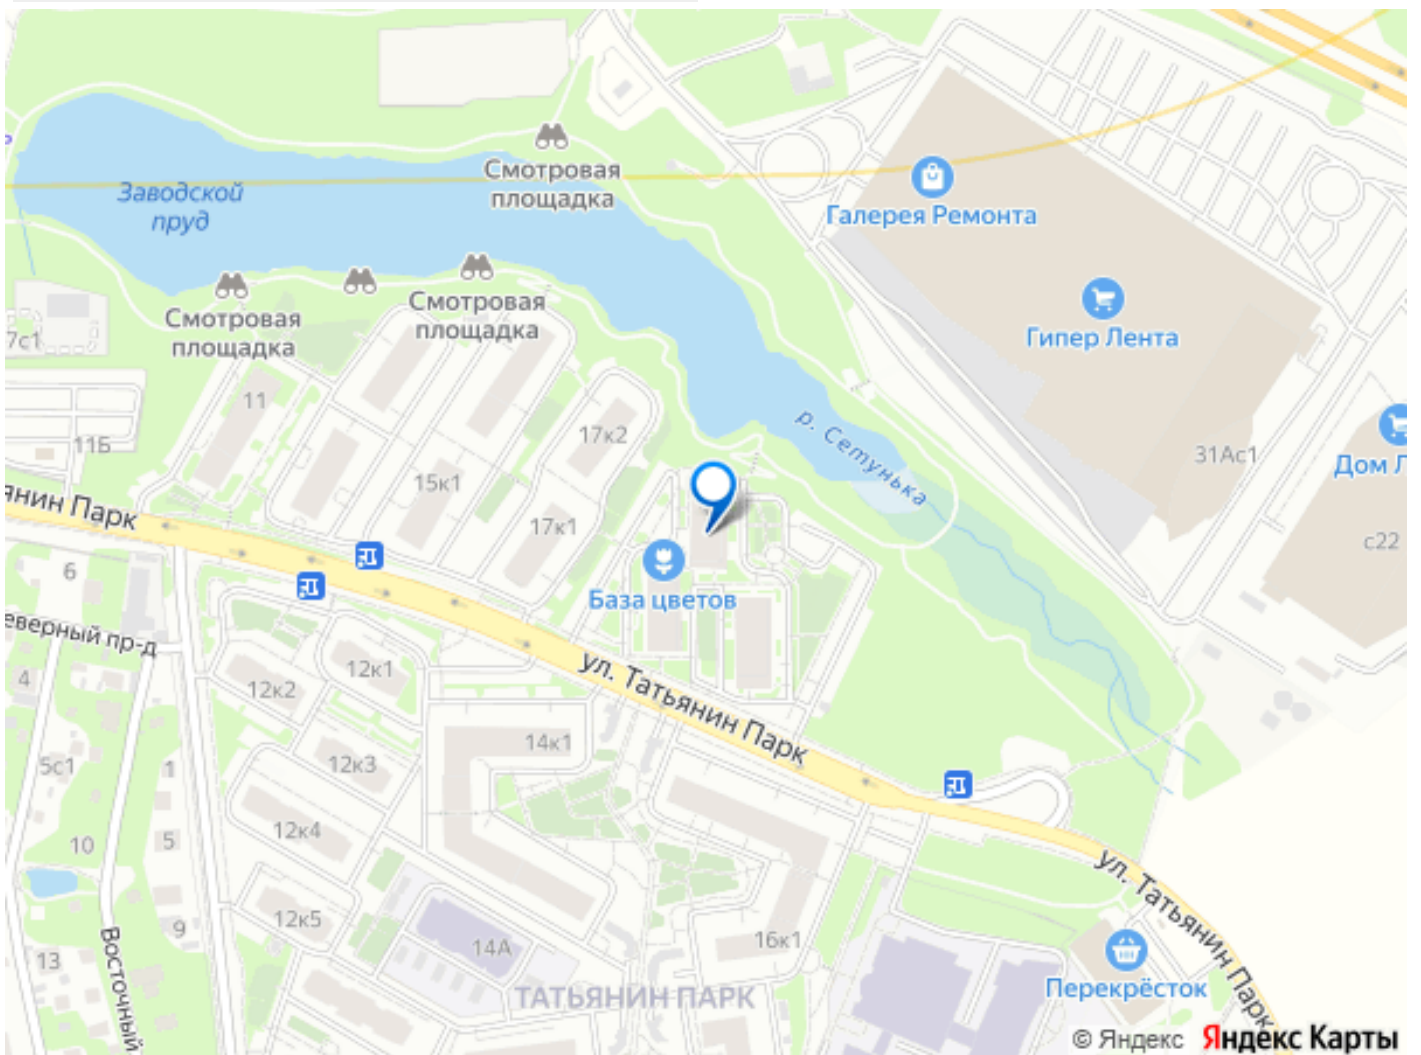 Смотровая
площадка
Заводской
пруд
Галерея Ремонта
Смотровая
площадка
Смотровая
площадка
Гипер Лента
7с1
11
11Б
17к2
15к1
17к1
р. Сетунька
31Ас1
Дом Л
с22
янин Парк
База цветов
6
еверный пр-д
4
12к1
12к2
ул. Татьянин Парк
14к1
12к3
5с1
1
12к4
5
10
ул. Татьянин Парк
12к5
9
14А
16к1
13
Восточный
ТАТЬЯНИН ПАРК
Перекрёсток
© Яндекс Яндекс Карты